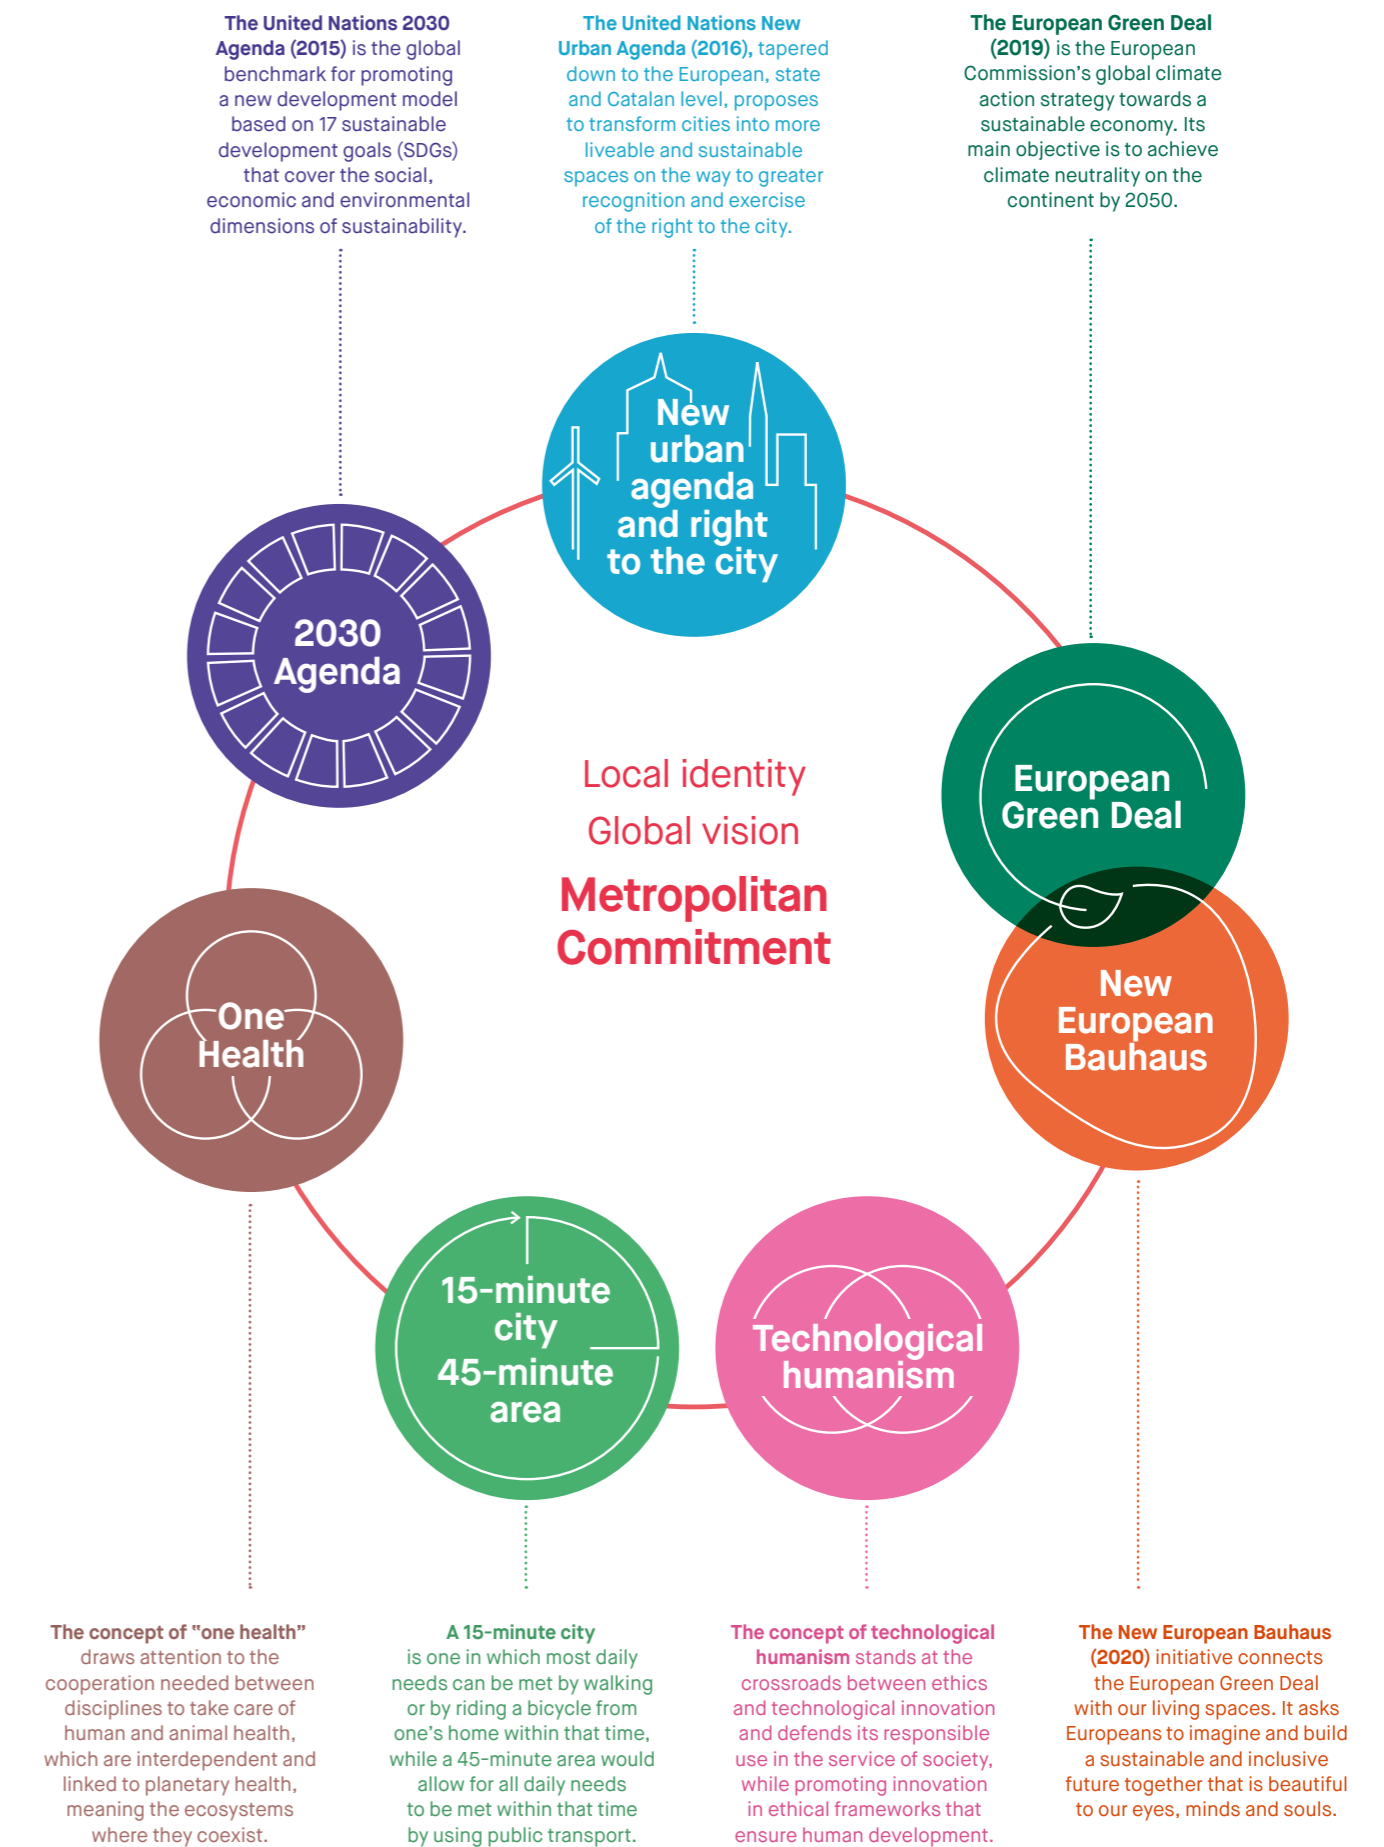 The United Nations 2030
Agenda (2015) is the global
benchmark for promoting
a new development model
based on 17 sustainable
development goals (SDGs)
that cover the social,
economic and environmental
dimensions of sustainability.
The United Nations New
Urban Agenda (2016), tapered
down to the European, state
and Catalan level, proposes
to transform cities into more
liveable and sustainable
spaces on the way to greater
recognition and exercise
of the right to the city.
The European Green Deal
(2019) is the European
Commission's global climate
action strategy towards a
sustainable economy. Its
main objective is to achieve
climate neutrality on the
continent by 2050.
New
urban
agenda
and right
to the city
2030
Agenda
European
Green Deal
Local identity
Global vision
Metropolitan
Commitment
New
European
Bauhaus
One
Health
15-minute
city
45-minute
area
Technological
humanism
The concept of "one health"
draws attention to the
cooperation needed between
disciplines to take care of
human and animal health,
which are interdependent and
linked to planetary health,
meaning the ecosystems
where they coexist.
A 15-minute city
is one in which most daily
needs can be met by walking
or by riding a bicycle from
one's home within that time,
while a 45-minute area would
allow for all daily needs
to be met within that time
by using public transport.
The concept of technological
humanism stands at the
crossroads between ethics
and technological innovation
and defends its responsible
use in the service of society,
while promoting innovation
in ethical frameworks that
ensure human development.
The New European Bauhaus
(2020) initiative connects
the European Green Deal
with our living spaces. It asks
Europeans to imagine and build
a sustainable and inclusive
future together that is beautiful
to our eyes, minds and souls.